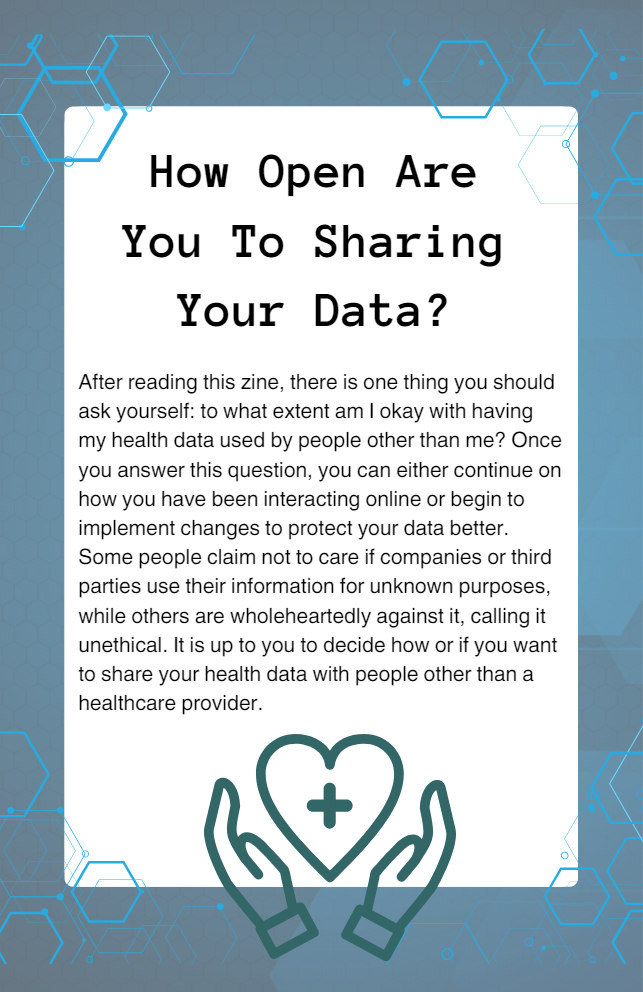 How Open Are
You To Sharing
Your Data?
After reading this zine, there is one thing you should
ask yourself: to what extent am I okay with having
my health data used by people other than me? Once
you answer this question, you can either continue on
how you have been interacting online or begin to
implement changes to protect your data better.
Some people claim not to care if companies or third
parties use their information for unknown purposes,
while others are wholeheartedly against it, calling it
unethical. It is up to you to decide how or if you want
to share your health data with people other than a
healthcare provider.